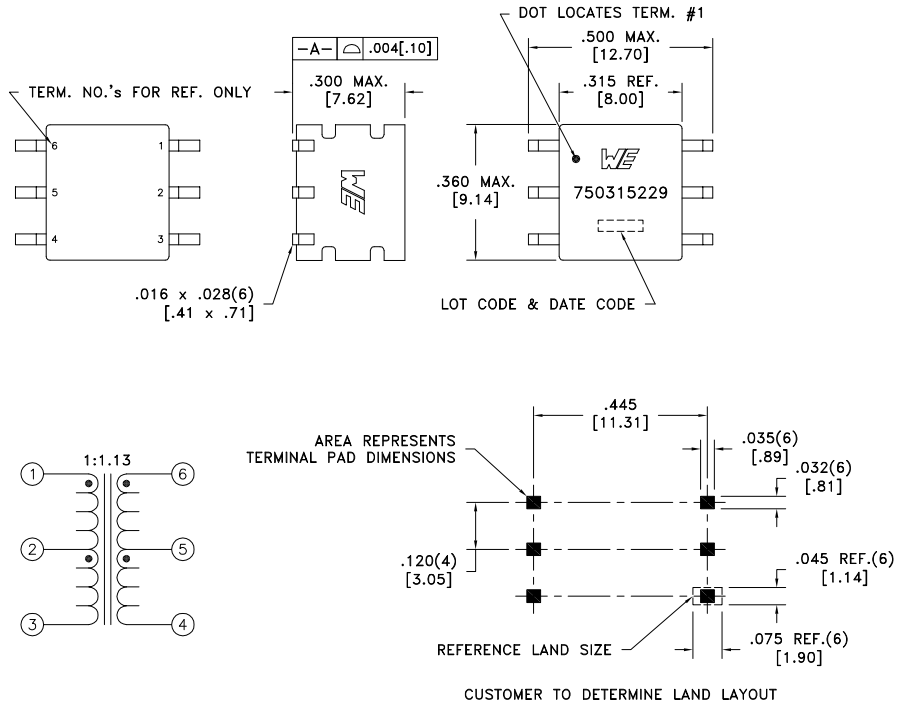 DOT LOCATES TERM. #1
-A- .004[.10]
.500 MAX.
[12.70]
.300 MAX.
[7.62]
.315 REF.
[8.00]
TERM. NO.'s FOR REF. ONLY
6 1
5 2
4 3
WE
WE
750315229
.360 MAX.
[9.14]
.016 x .028(6)
[.41 x .71]
LOT CODE & DATE CODE
.445
[11.31]
AREA REPRESENTS
TERMINAL PAD DIMENSIONS
.035(6)
[.89]
.032(6)
[.81]
.120(4)
[3.05]
.045 REF.(6)
[1.14]
REFERENCE LAND SIZE
.075 REF.(6)
[1.90]
CUSTOMER TO DETERMINE LAND LAYOUT
1:1.13
1 6
2 5
3 4